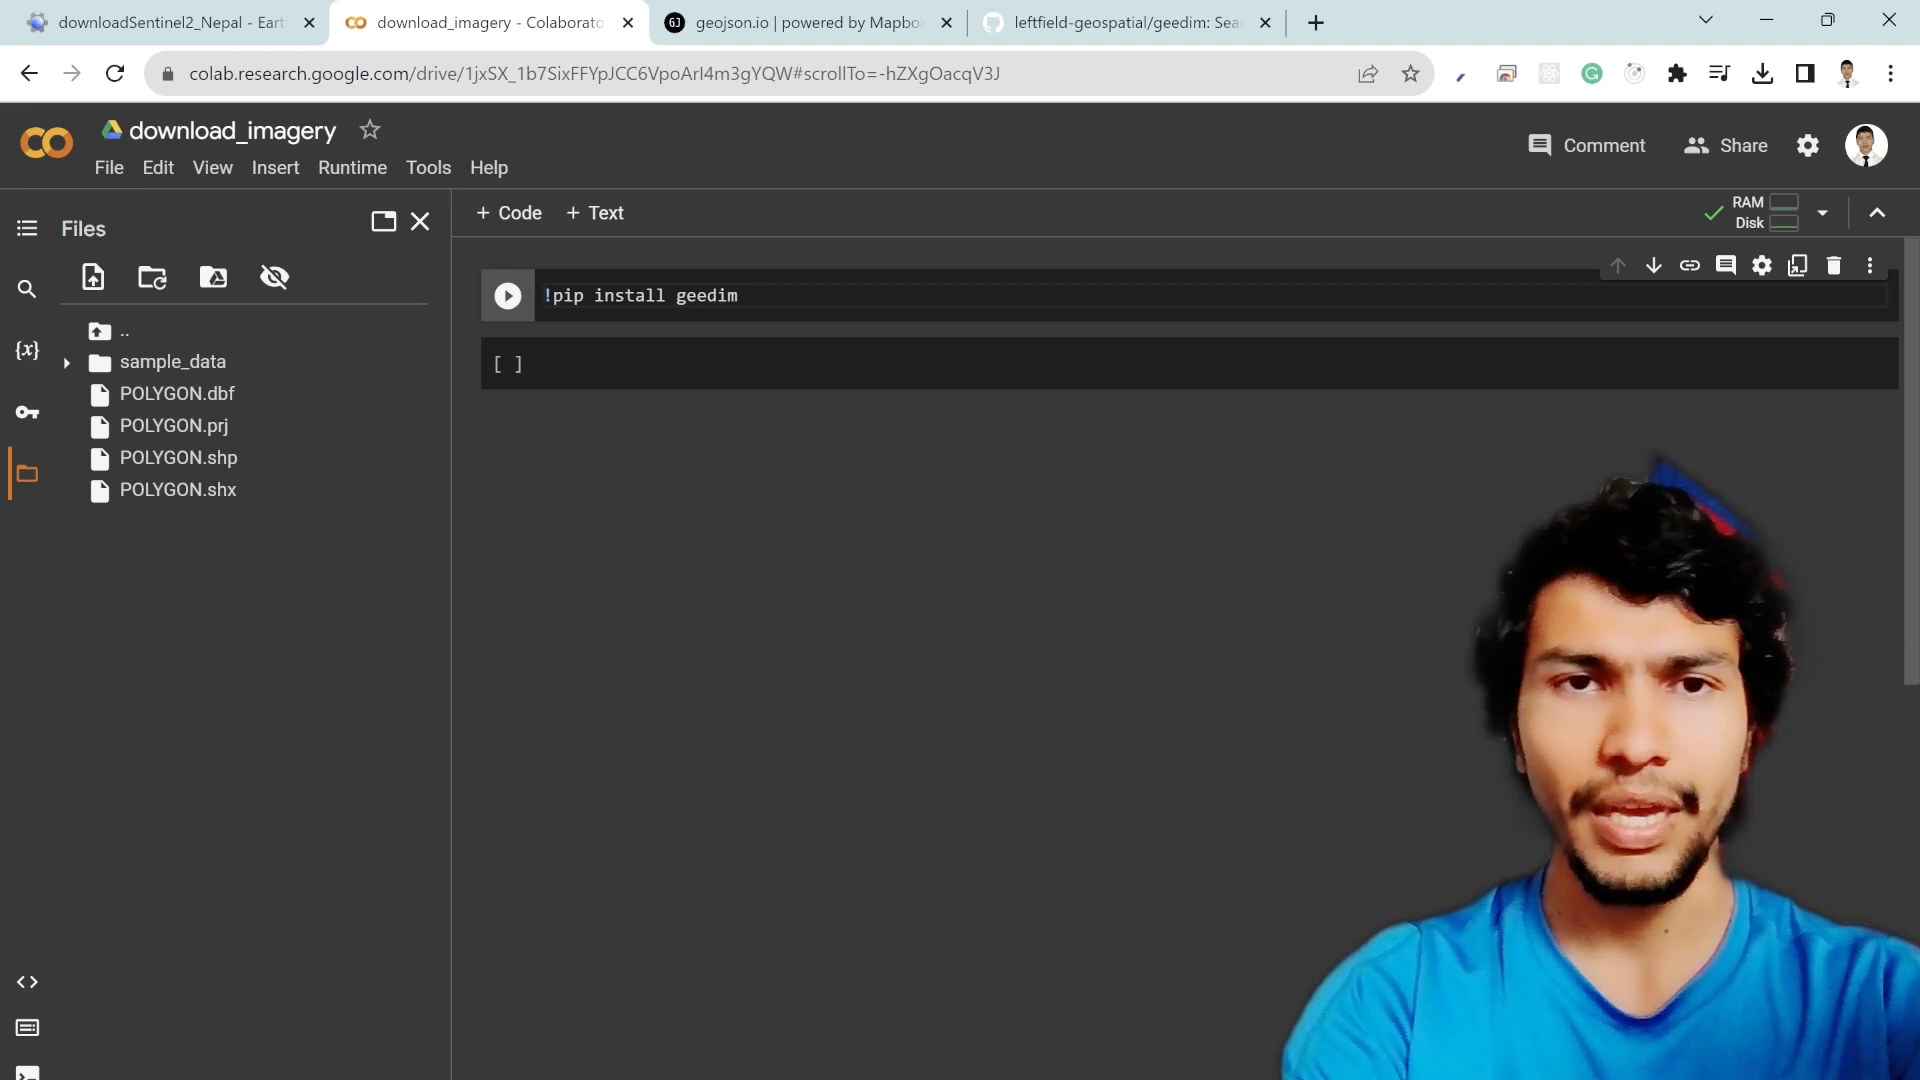 downloadSentinel2_Nepal - Eart
download_imagery - Colaborato
geojson.io | powered by Mapbo
leftfield-geospatial/geedim: Sea
colab.research.google.com/drive/1jxSX_1b7SixFFYpJCC6VpoArI4m3gYQW#scrollTo=-hZXgOacqV3J
download_imagery
Comment
Share
File Edit View Insert Runtime Tools Help
Files
+ Code + Text
RAM
Disk
!pip install geedim
[ ]
..
sample_data
POLYGON.dbf
POLYGON.prj
POLYGON.shp
POLYGON.shx